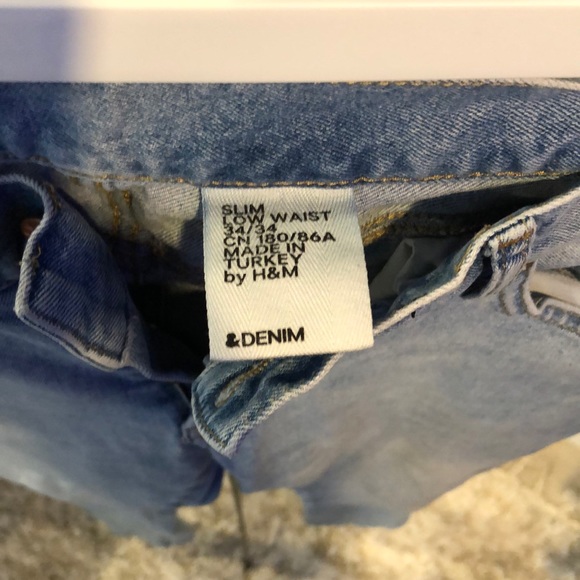 SLIM
LOW WAIST
34/34
CN 180/86A
MADE IN
TURKEY
by H&M
&DENIM